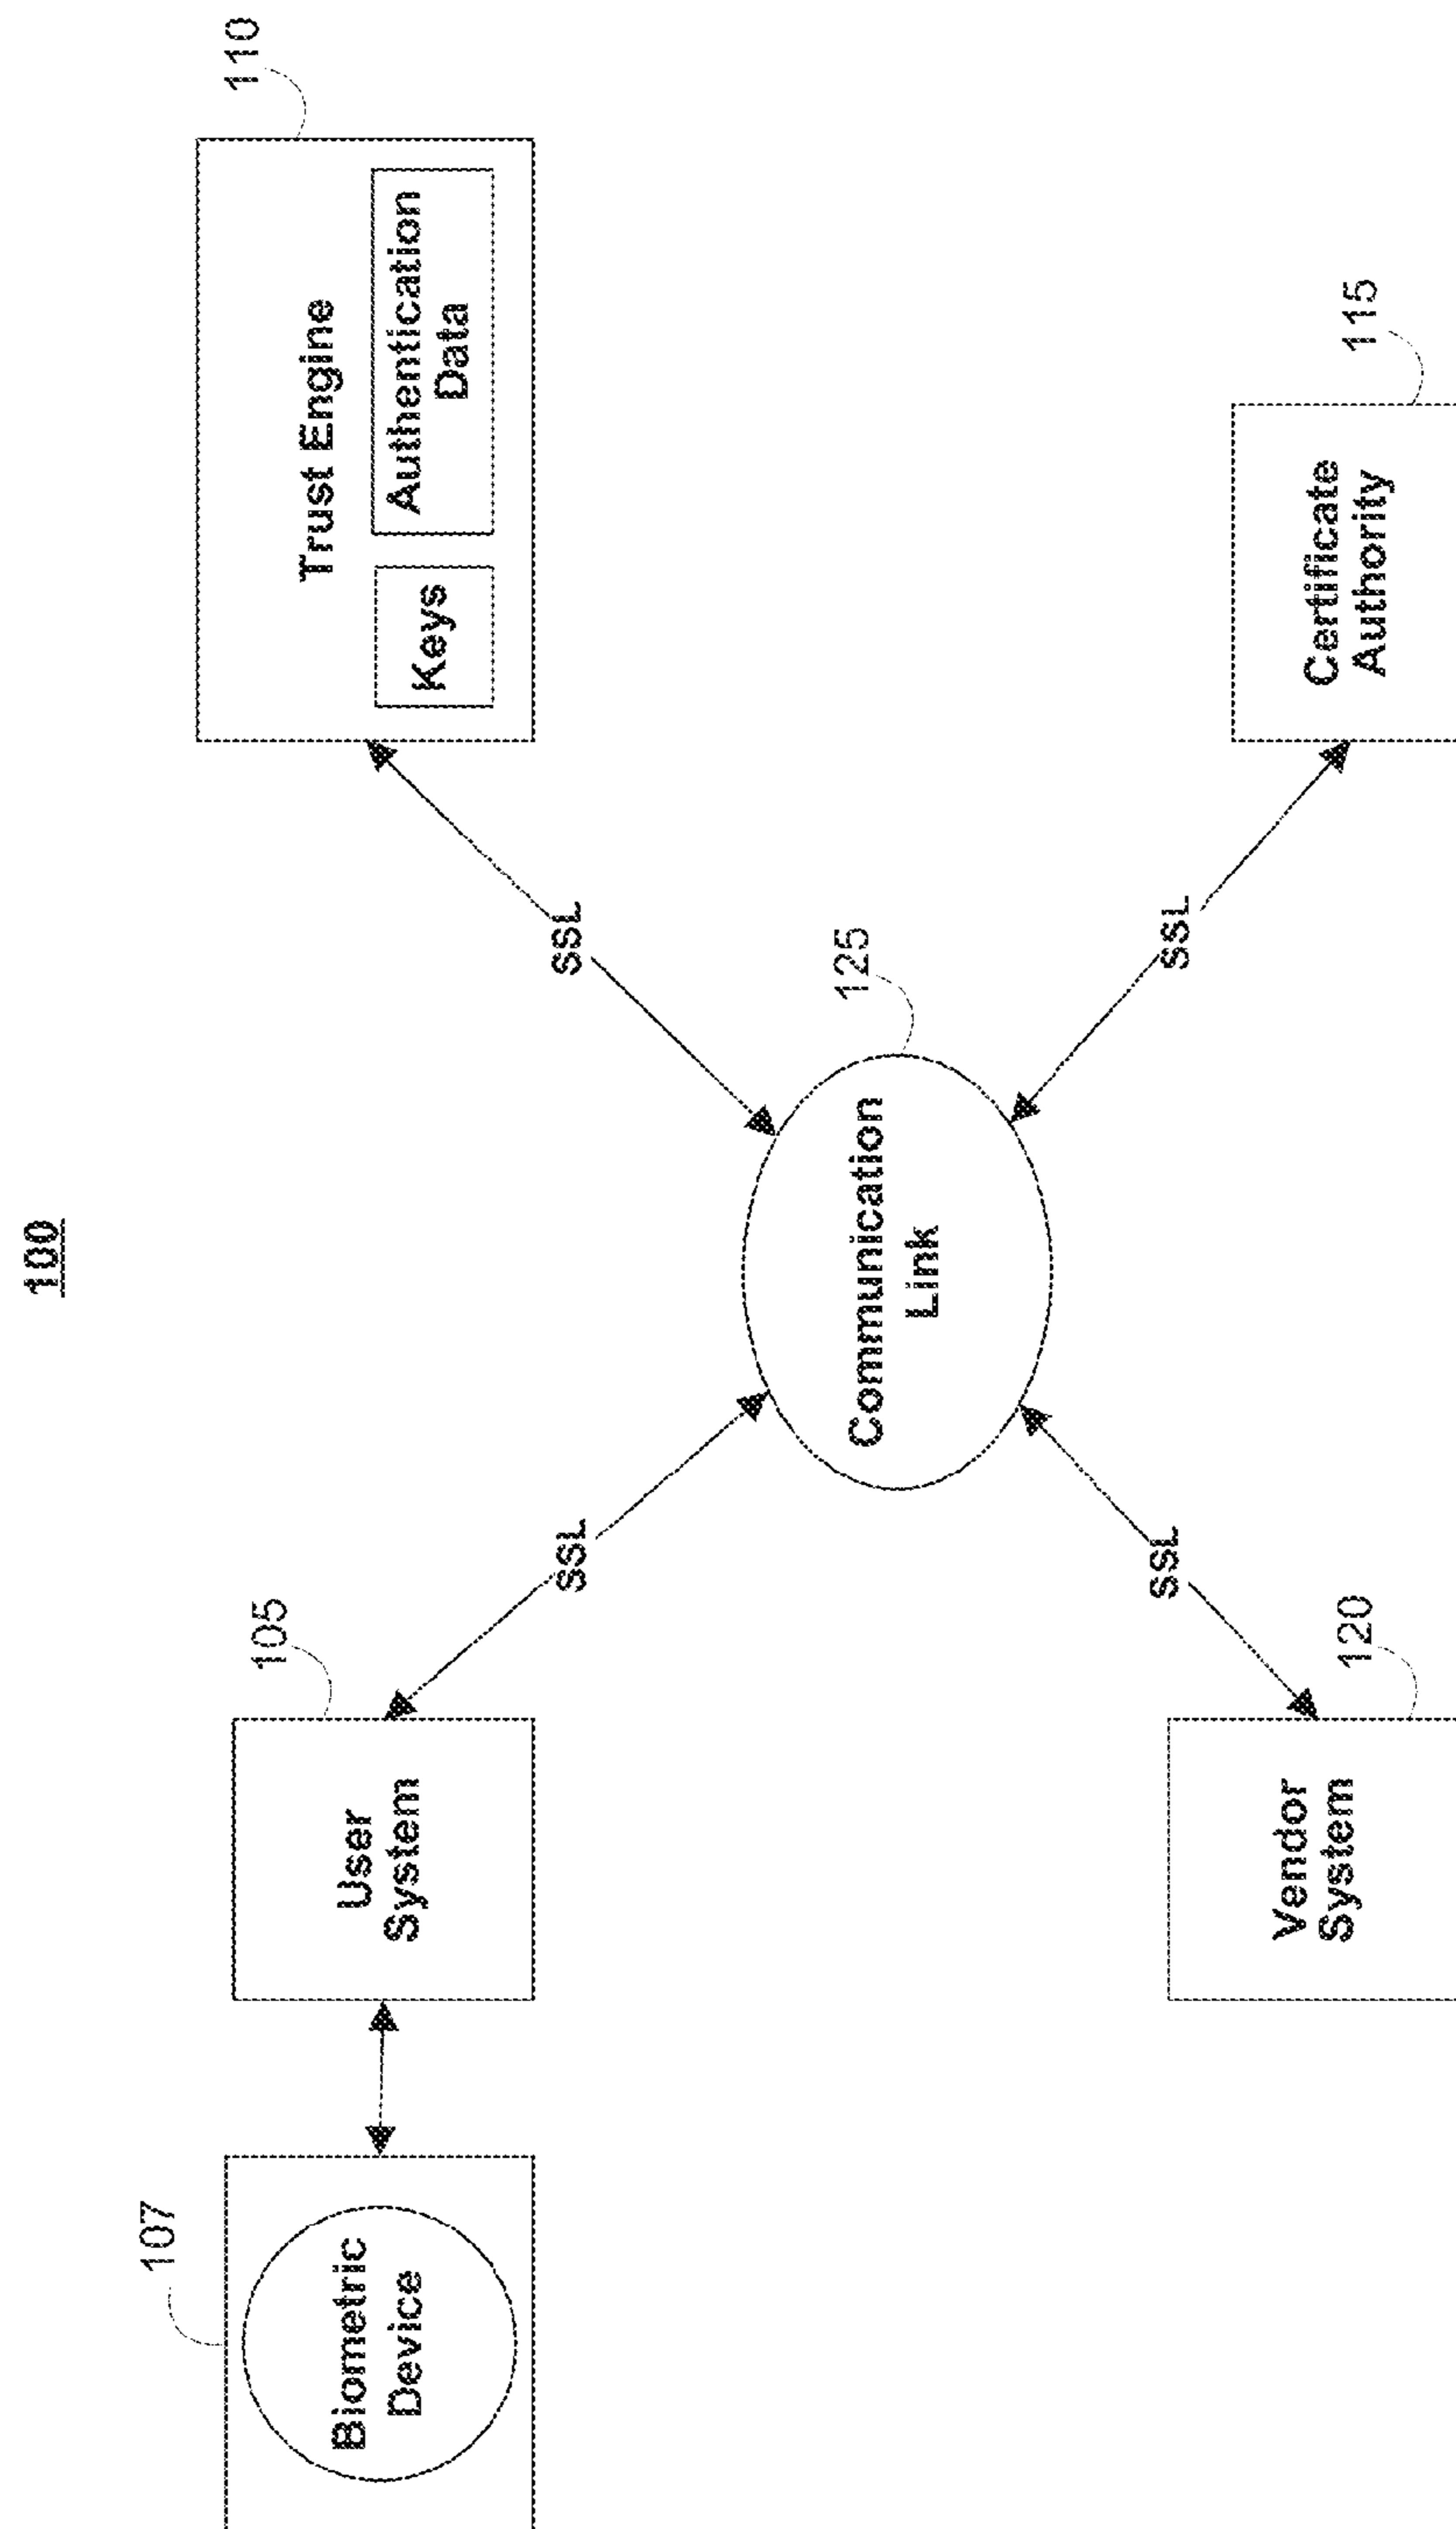 100
107
Biometric
Device
105
User
System
SSL
110
Trust Engine
Keys
Authentication
Data
SSL
125
Communication
Link
120
Vendor
System
SSL
115
Certificate
Authority
SSL